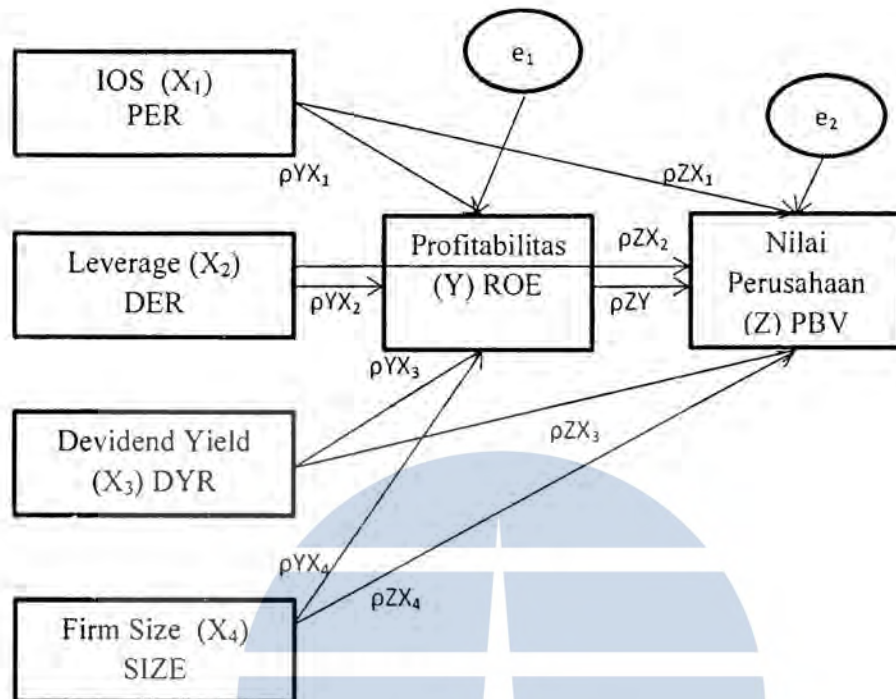 IOS (X₁)
PER
e₁
e₂
ρYX₁
ρZX₁
Leverage (X₂)
DER
ρYX₂
Profitabilitas
(Y) ROE
ρZX₂
ρZY
Nilai
Perusahaan
(Z) PBV
ρYX₃
Devidend Yield
(X₃) DYR
ρZX₃
ρYX₄
ρZX₄
Firm Size (X₄)
SIZE